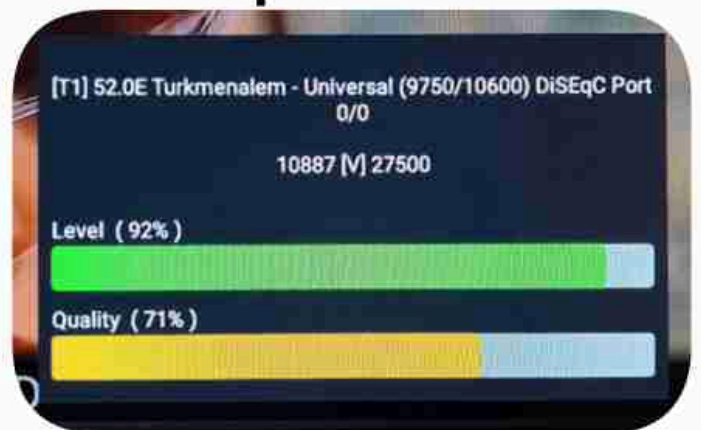 [T1] 52.0E Turkmenalem - Universal (9750/10600) DiSEqC Port
0/0
10887 [V] 27500
Level ( 92% )
Quality ( 71% )